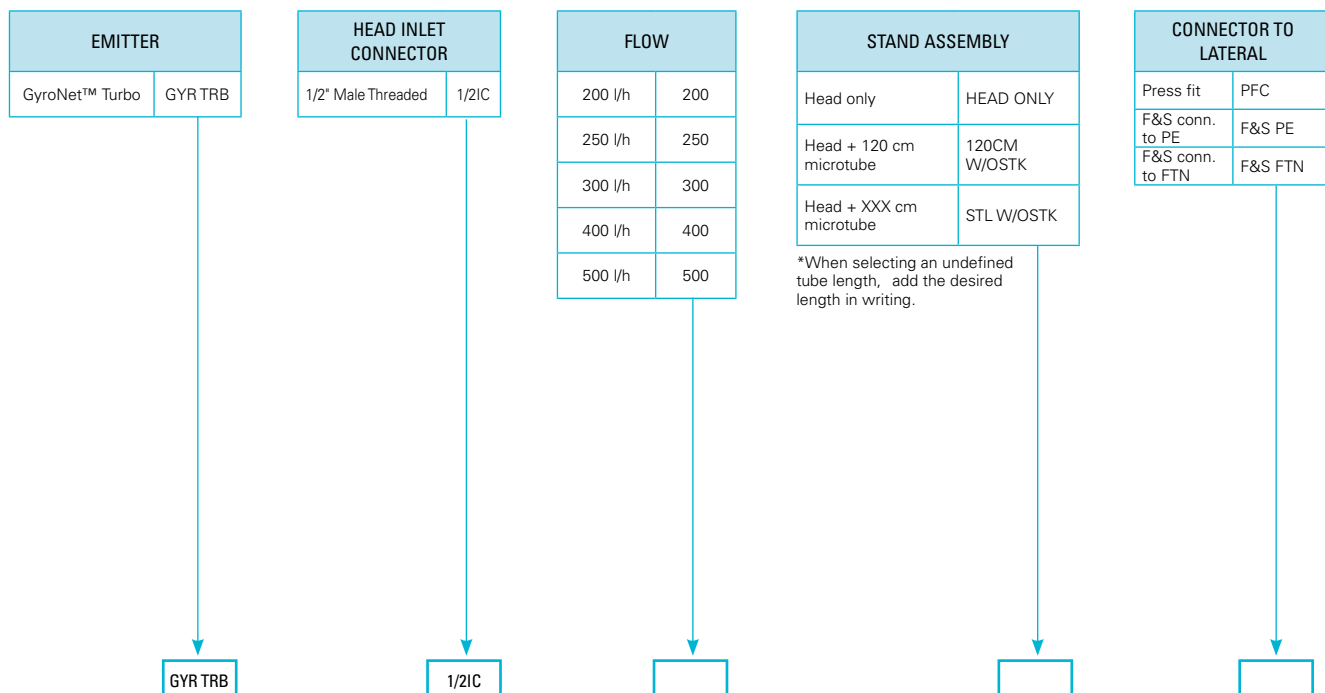 EMITTER
GyroNet™ Turbo GYR TRB
HEAD INLET
CONNECTOR
1/2" Male Threaded 1/2IC
FLOW
200 l/h 200
250 l/h 250
300 l/h 300
400 l/h 400
500 l/h 500
STAND ASSEMBLY
Head only HEAD ONLY
Head + 120 cm
microtube
120CM
W/OSTK
Head + XXX cm
microtube
STL W/OSTK
*When selecting an undefined
tube length, add the desired
length in writing.
CONNECTOR TO
LATERAL
Press fit PFC
F&S conn.
to PE
F&S PE
F&S conn.
to FTN
F&S FTN
GYR TRB
1/2IC